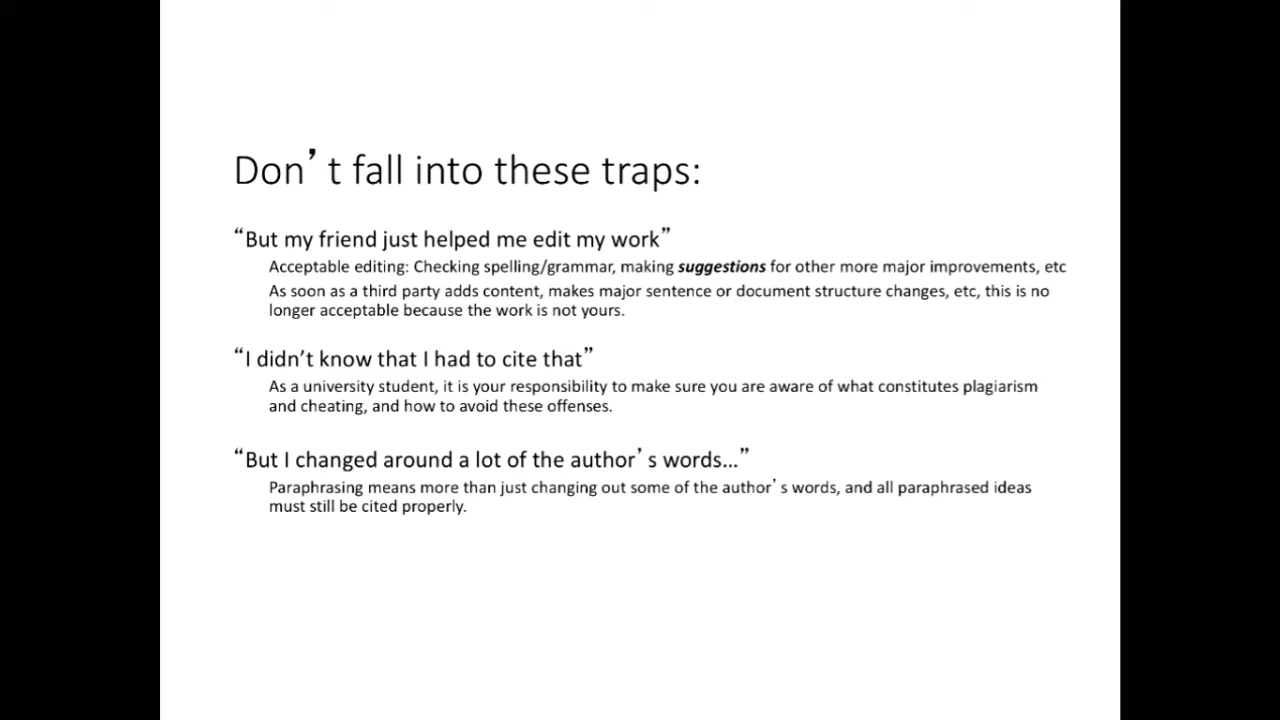 Don’t fall into these traps:
“But my friend just helped me edit my work”
Acceptable editing: Checking spelling/grammar, making suggestions for other more major improvements, etc
As soon as a third party adds content, makes major sentence or document structure changes, etc, this is no
longer acceptable because the work is not yours.
“I didn’t know that I had to cite that”
As a university student, it is your responsibility to make sure you are aware of what constitutes plagiarism
and cheating, and how to avoid these offenses.
“But I changed around a lot of the author’s words…”
Paraphrasing means more than just changing out some of the author’s words, and all paraphrased ideas
must still be cited properly.